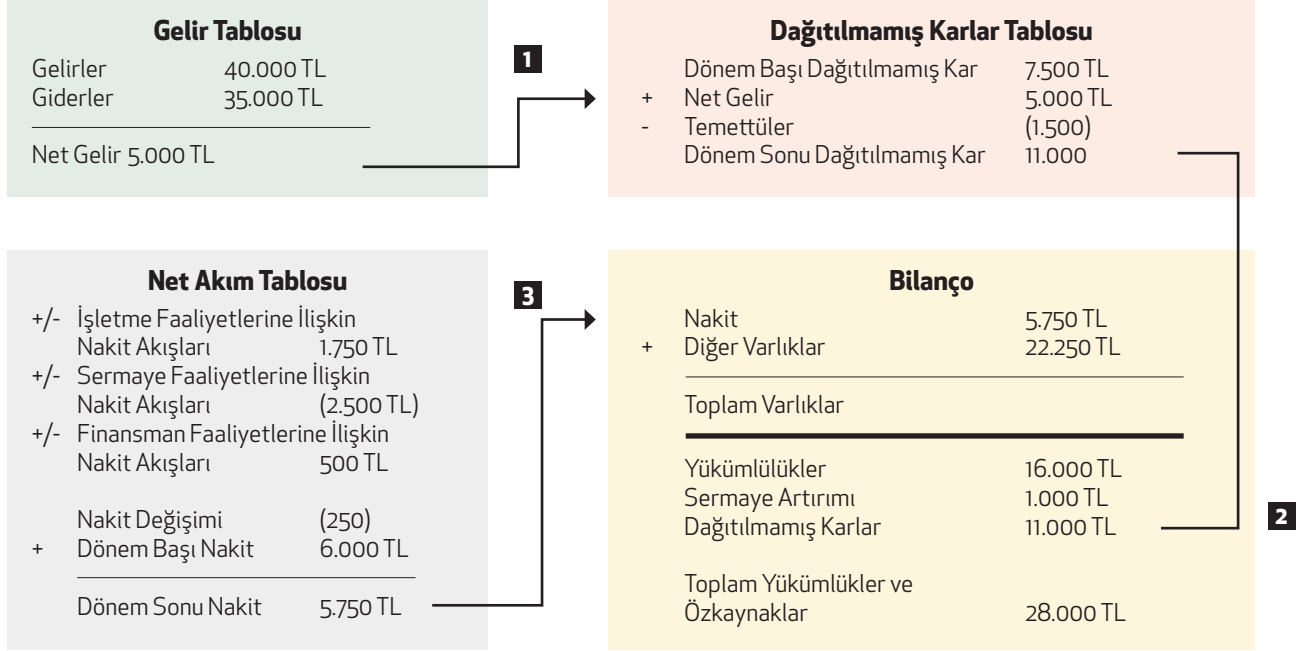 Gelir Tablosu
Gelirler 40.000 TL
Giderler 35.000 TL
Net Gelir 5.000 TL
1
Dağıtılmamış Karlar Tablosu
Dönem Başı Dağıtılmamış Kar 7.500 TL
+ Net Gelir 5.000 TL
- Temettüler (1.500)
Dönem Sonu Dağıtılmamış Kar 11.000
Net Akım Tablosu
+/- İşletme Faaliyetlerine İlişkin
Nakit Akışları 1.750 TL
+/- Sermaye Faaliyetlerine İlişkin
Nakit Akışları (2.500 TL)
+/- Finansman Faaliyetlerine İlişkin
Nakit Akışları 500 TL
Nakit Değişimi (250)
+ Dönem Başı Nakit 6.000 TL
Dönem Sonu Nakit 5.750 TL
3
Bilanço
Nakit 5.750 TL
+ Diğer Varlıklar 22.250 TL
Toplam Varlıklar
Yükümlülükler 16.000 TL
Sermaye Artırımı 1.000 TL
Dağıtılmamış Karlar 11.000 TL
Toplam Yükümlükler ve
Özkaynaklar 28.000 TL
2